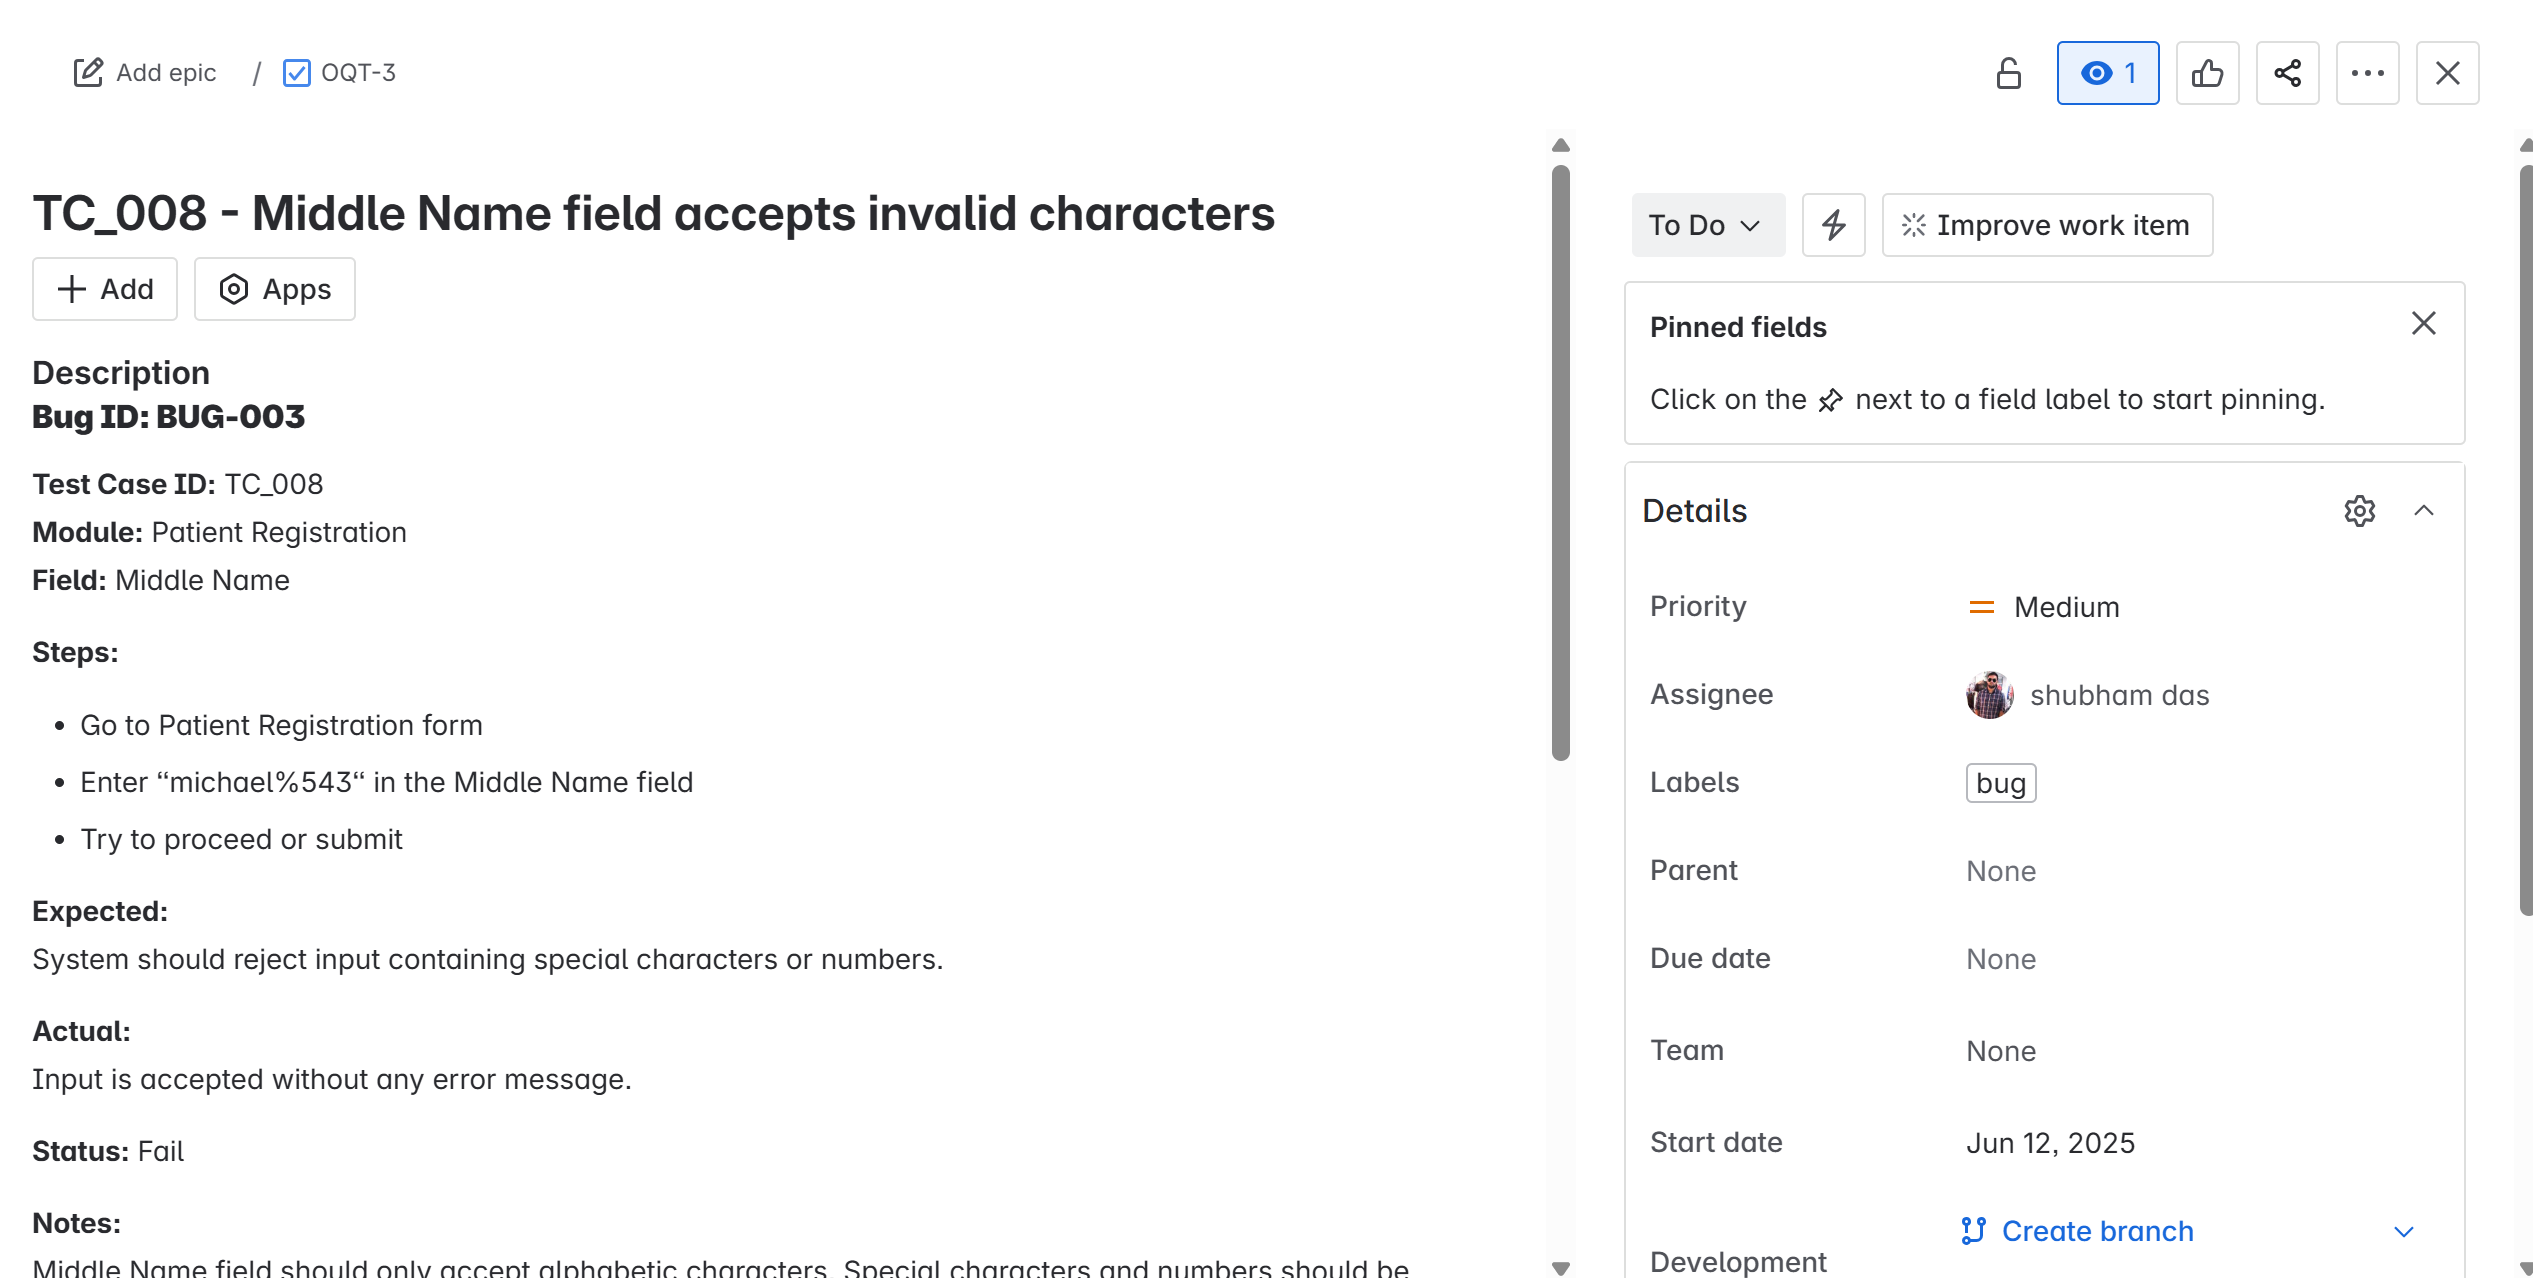 Add epic / OQT-3
1
TC_008 - Middle Name field accepts invalid characters
Add
Apps
Description
Bug ID: BUG-003
Test Case ID: TC_008
Module: Patient Registration
Field: Middle Name
Steps:
• Go to Patient Registration form
• Enter “michael%543“ in the Middle Name field
• Try to proceed or submit
Expected:
System should reject input containing special characters or numbers.
Actual:
Input is accepted without any error message.
Status: Fail
Notes:
Middle Name field should only accept alphabetic characters. Special characters and numbers should be
To Do
Improve work item
Pinned fields
Click on the next to a field label to start pinning.
Details
Priority Medium
Assignee shubham das
Labels bug
Parent None
Due date None
Team None
Start date Jun 12, 2025
Create branch
Development